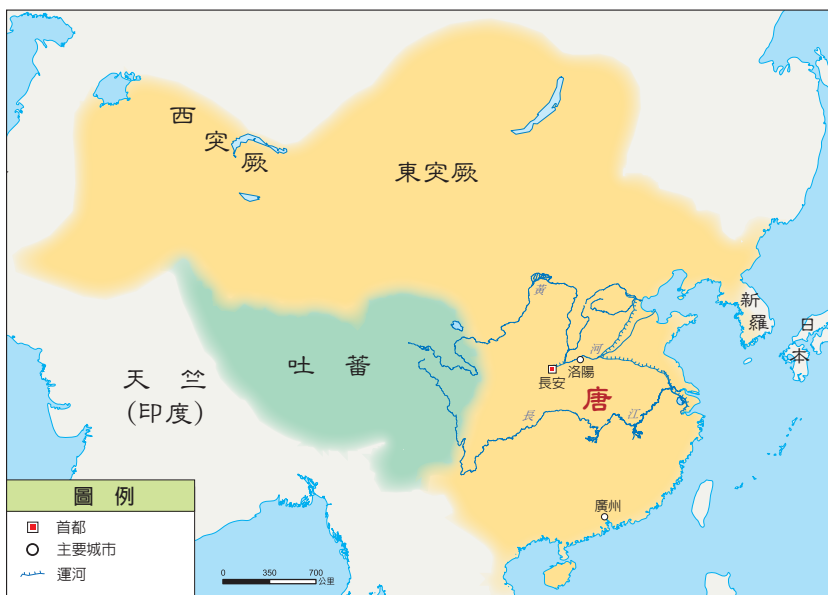 西突厥
東突厥
新羅
日本
黃河
洛陽
長安
唐
長江
吐蕃
天竺
(印度)
廣州
圖例
首都
主要城市
運河
0 350 700
公里